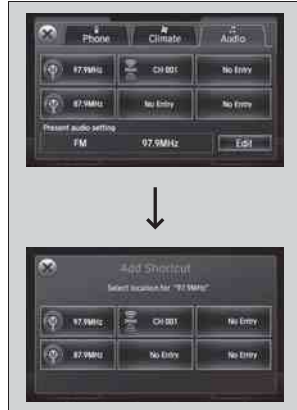 Phone Climate Audio
97.9MHz CH 001 No Entry
87.9MHz No Entry No Entry
Present audio setting
FM 97.9MHz Edit
Add Shortcut
Select location for "97.9MHz"
97.9MHz CH 001 No Entry
87.9MHz No Entry No Entry